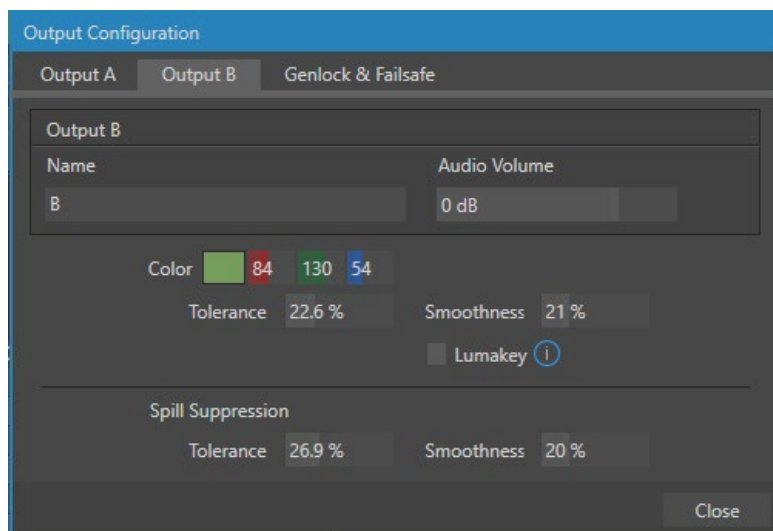 Output Configuration
Output A Output B Genlock & Failsafe
Output B
Name Audio Volume
B 0 dB
Color 84 130 54
Tolerance 22.6 % Smoothness 21 %
Lumakey i
Spill Suppression
Tolerance 26.9 % Smoothness 20 %
Close